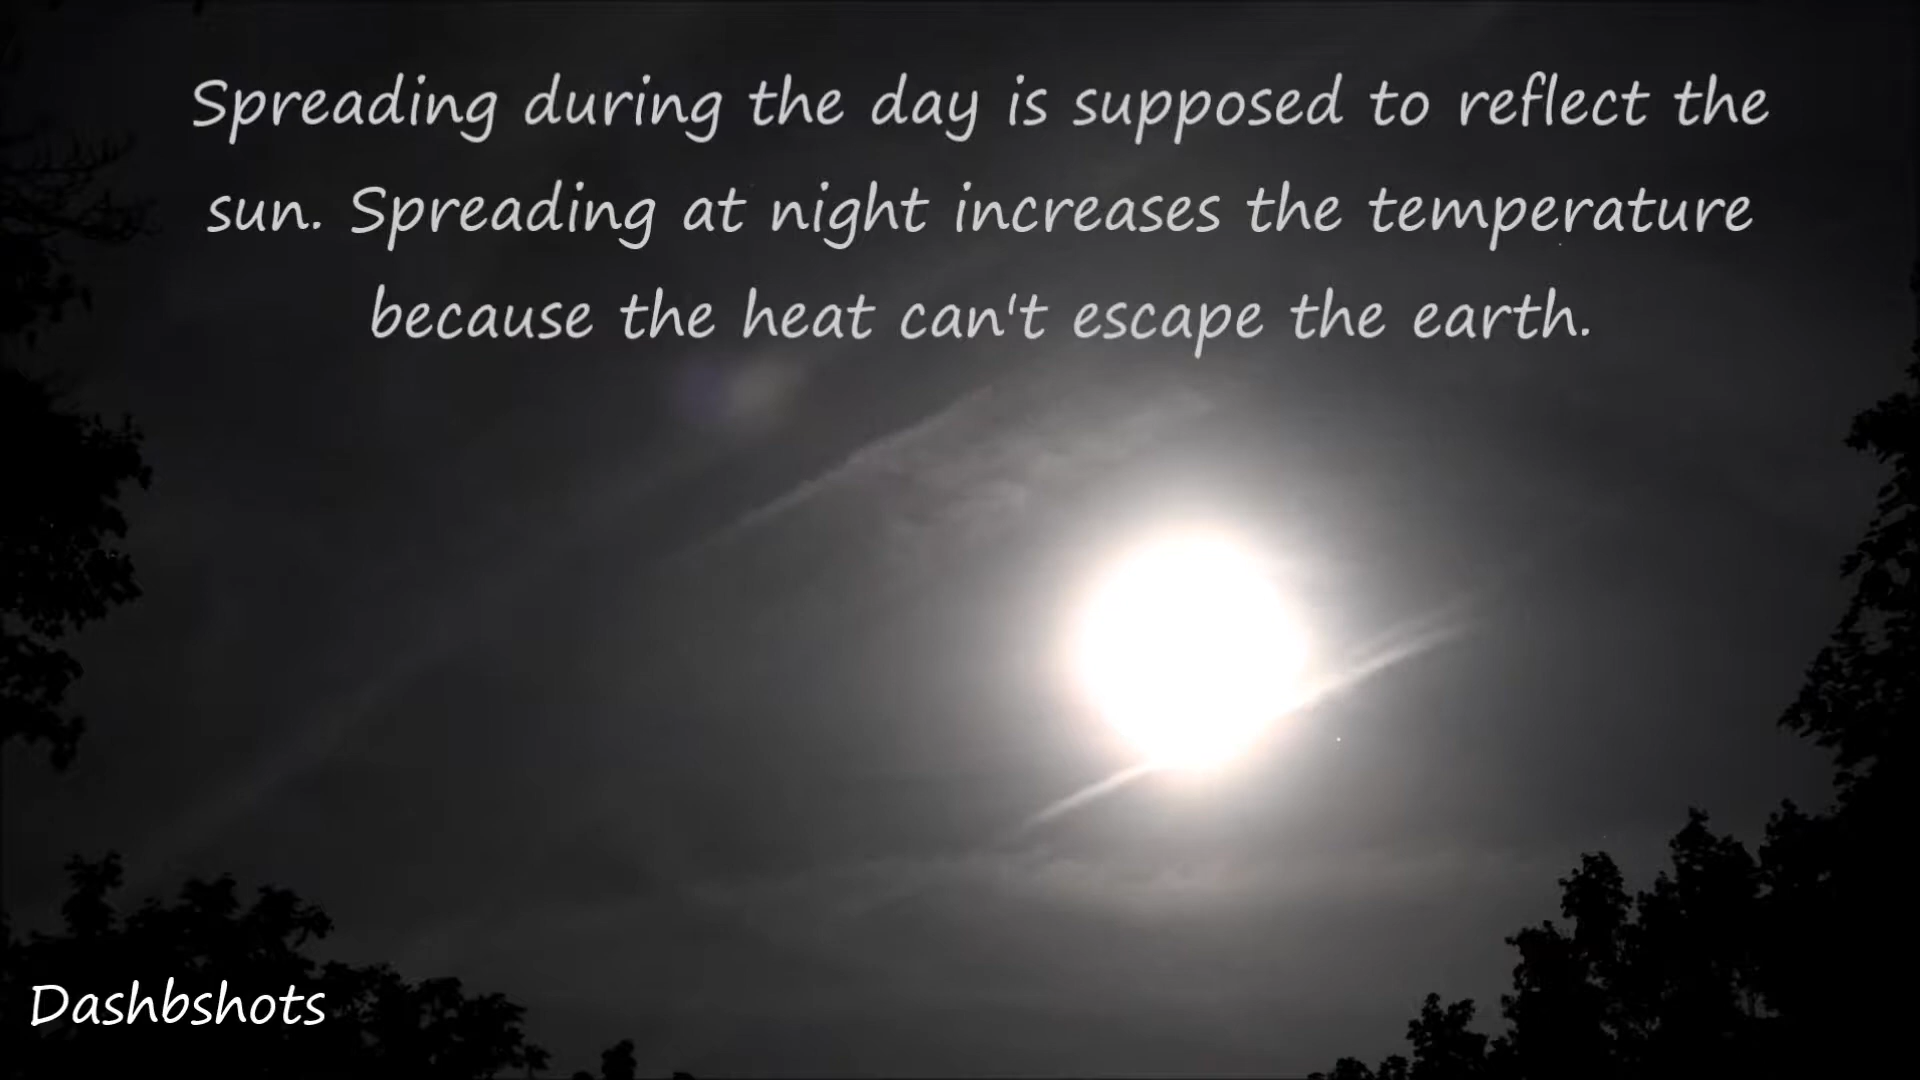 Spreading during the day is supposed to reflect the
sun. Spreading at night increases the temperature
because the heat can't escape the earth.
Dashbshots